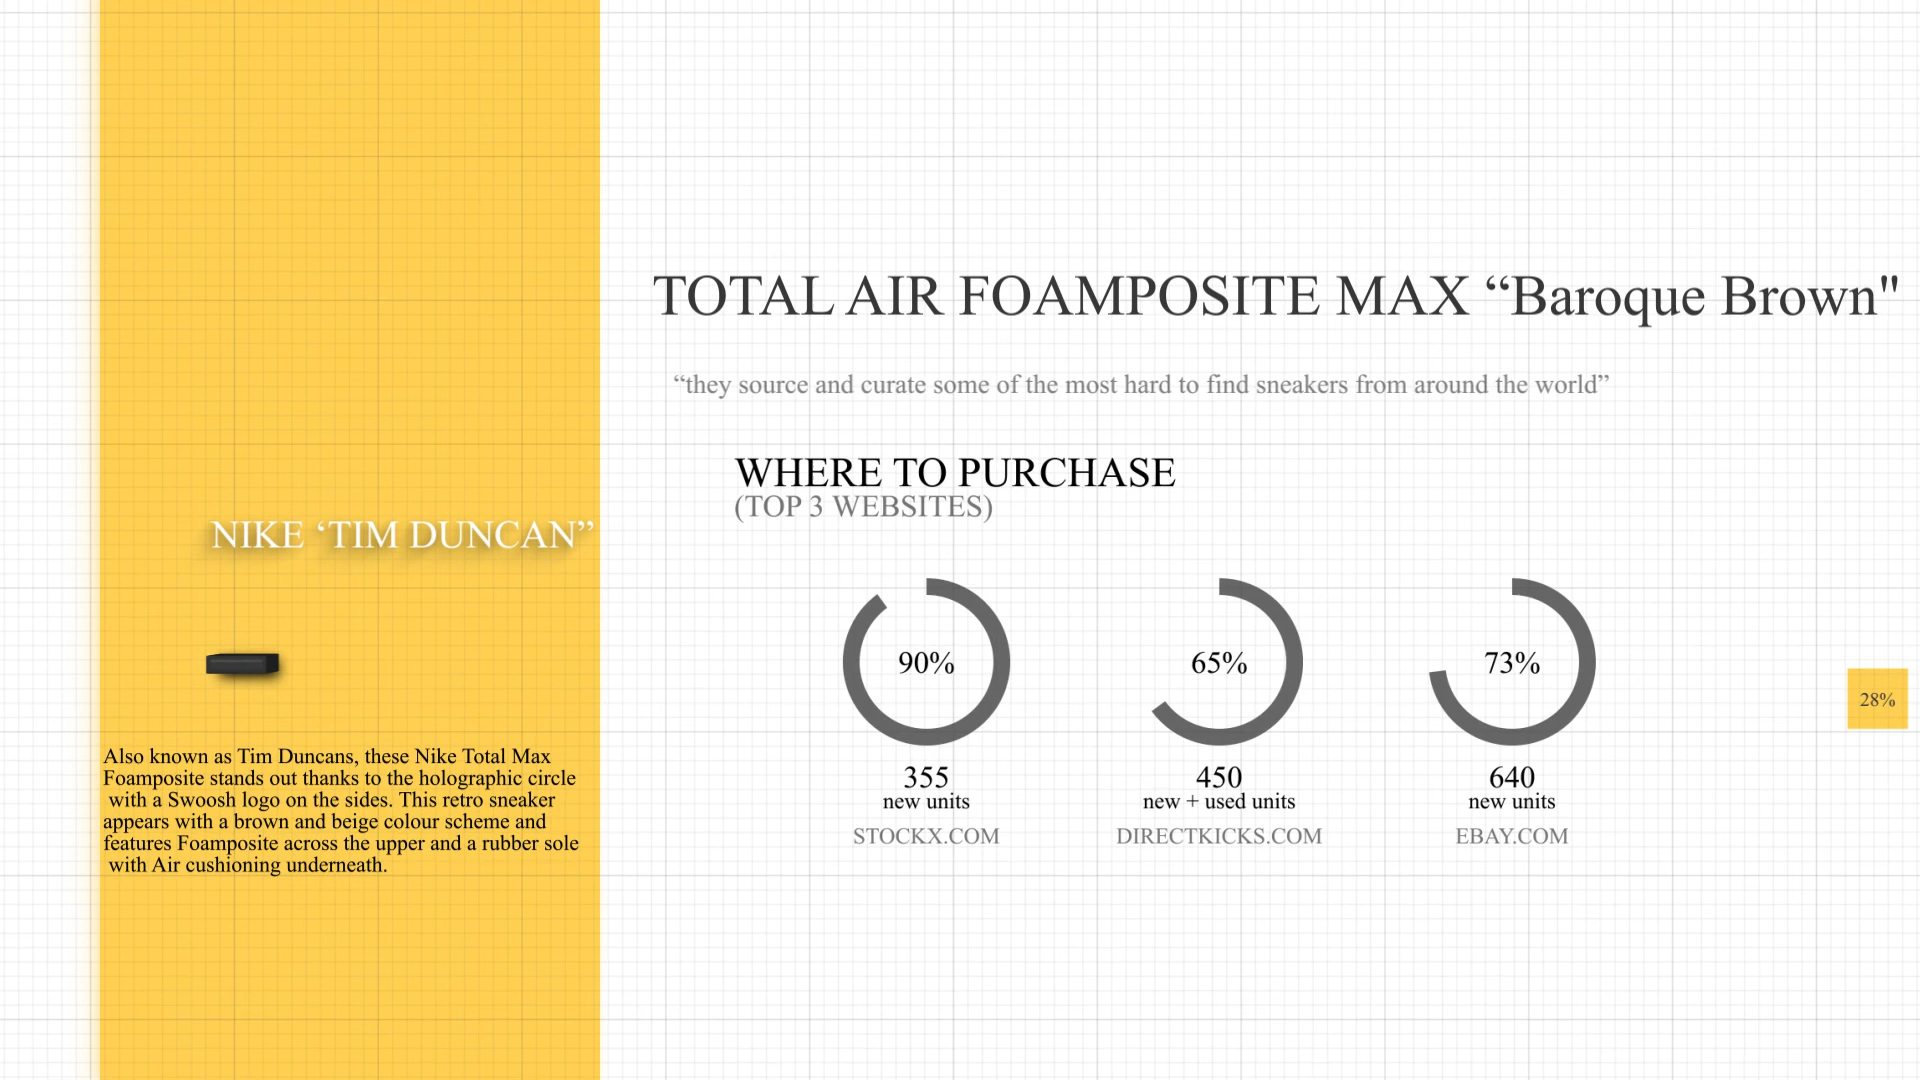 TOTAL AIR FOAMPOSITE MAX “Baroque Brown"
“they source and curate some of the most hard to find sneakers from around the world”
WHERE TO PURCHASE
(TOP 3 WEBSITES)
NIKE ‘TIM DUNCAN”
90%
65%
73%
28%
355
new units
STOCKX.COM
450
new + used units
DIRECTKICKS.COM
640
new units
EBAY.COM
Also known as Tim Duncans, these Nike Total Max
Foamposite stands out thanks to the holographic circle
with a Swoosh logo on the sides. This retro sneaker
appears with a brown and beige colour scheme and
features Foamposite across the upper and a rubber sole
with Air cushioning underneath.